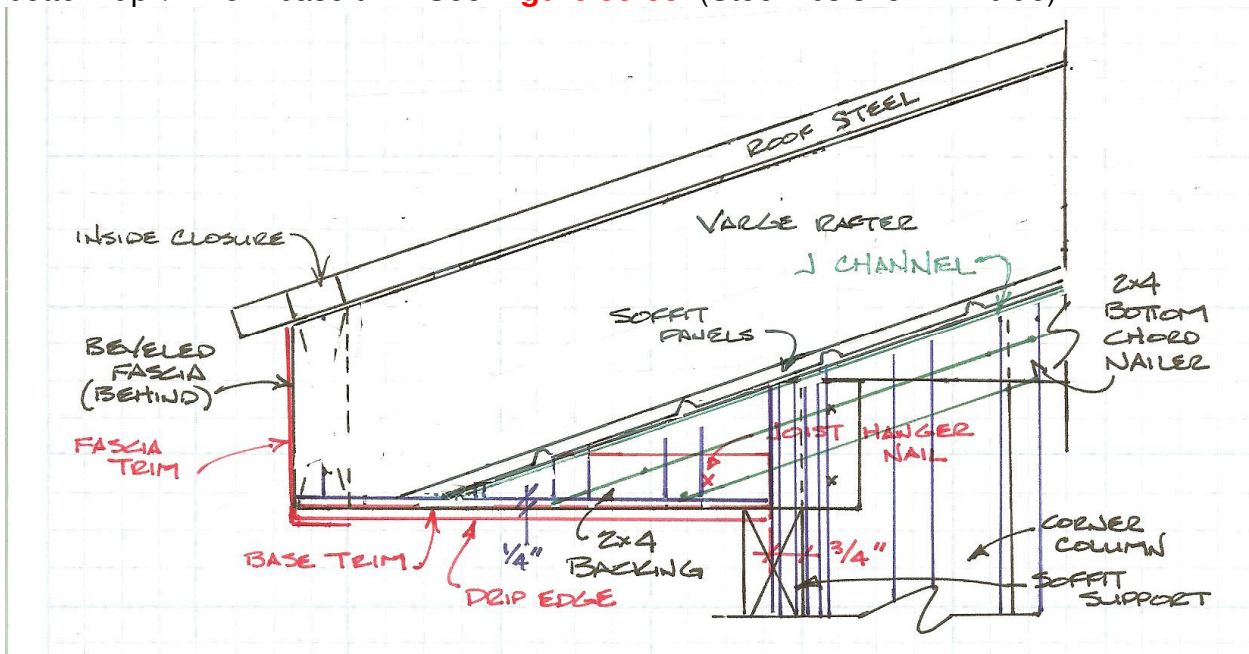 ROOF STEEL
INSIDE CLOSURE
VARGE RAFTER
J CHANNEL
SOFFIT
PANELS
2x4
BOTTOM
CHORD
NAILER
BEVELED
FASCIA
(BEHIND)
FASCIA
TRIM
JOIST HANGER
NAIL
BASE TRIM
1/4"
2x4
BACKING
3/4"
DRIP EDGE
CORNER
COLUMN
SOFFIT
SUPPORT